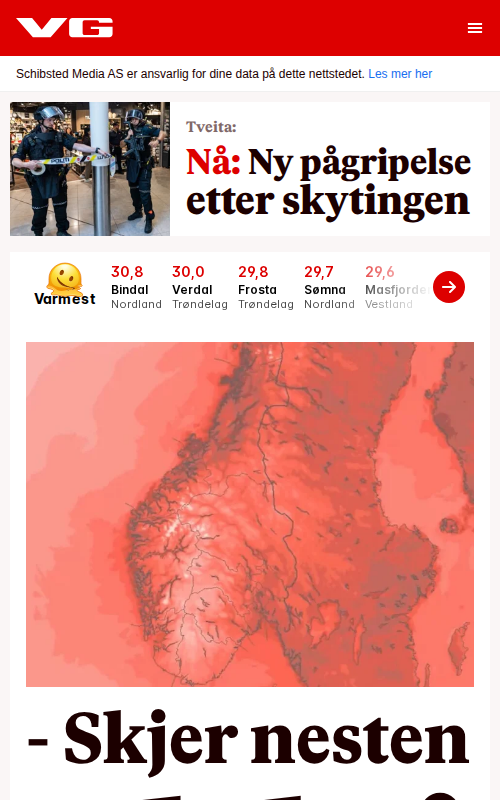 VG
Schibsted Media AS er ansvarlig for dine data på dette nettstedet. Les mer her
POLITI
Tveita:
Nå: Ny pågripelse
etter skytingen
Varmest
30,8
Bindal
Nordland
30,0
Verdal
Trøndelag
29,8
Frosta
Trøndelag
29,7
Sømna
Nordland
29,6
Vestland
- Skjer nesten